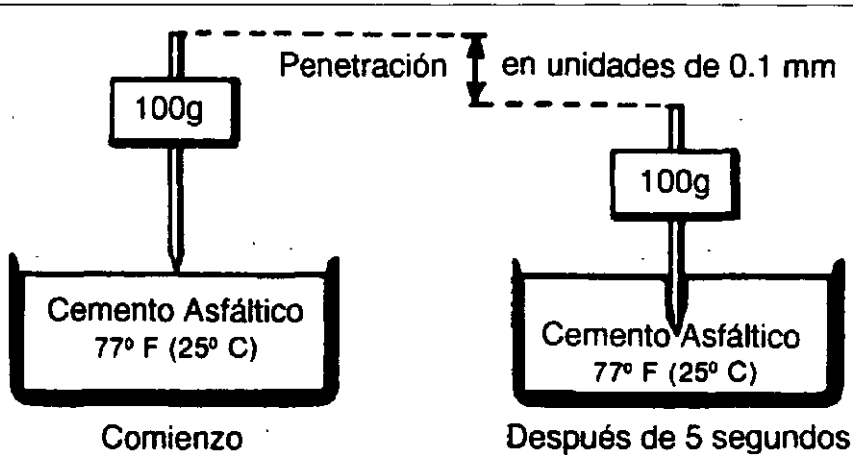 Penetración en unidades de 0.1 mm
100g
100g
Cemento Asfáltico
77º F (25º C)
Cemento Asfáltico
77º F (25º C)
Comienzo
Después de 5 segundos